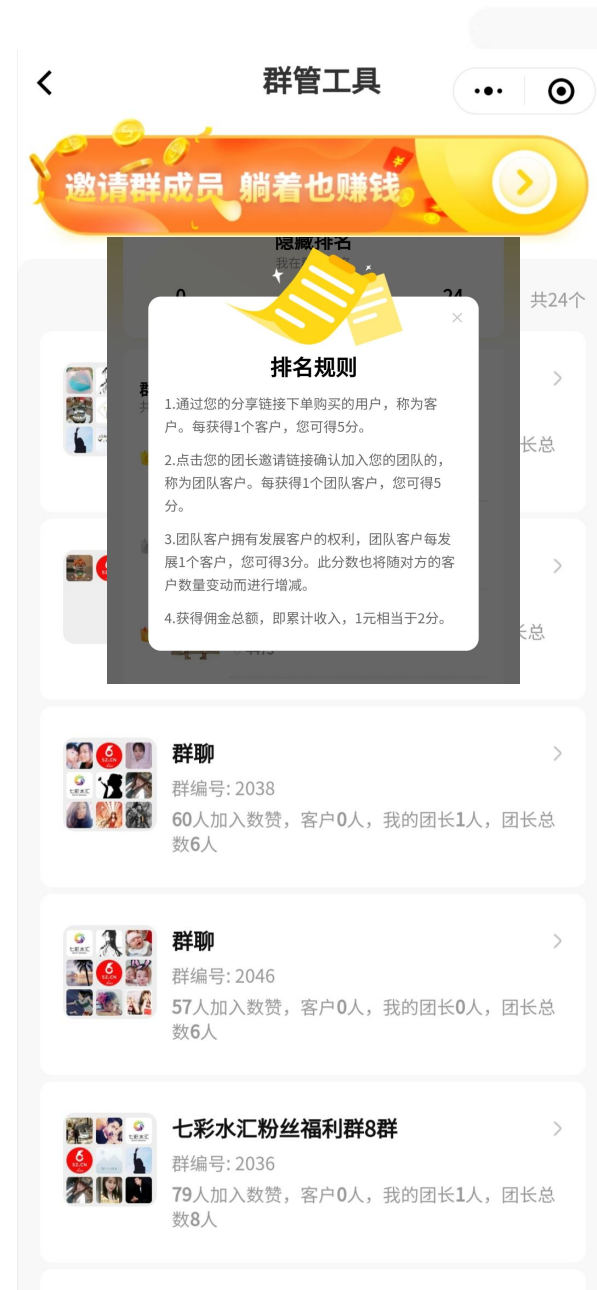 群管工具
邀请群成员 躺着也赚钱
隐藏排名
共24个
排名规则
1.通过您的分享链接下单购买的用户，称为客
户。每获得1个客户，您可得5分。
2.点击您的团长邀请链接确认加入您的团队的，
称为团队客户。每获得1个团队客户，您可得5
分。
3.团队客户拥有发展客户的权利，团队客户每发
展1个客户，您可得3分。此分数也将随对方的客
户数量变动而进行增减。
4.获得佣金总额，即累计收入，1元相当于2分。
长总
长总
群聊
群编号: 2038
60人加入数赞，客户0人，我的团长1人，团长总
数6人
群聊
群编号: 2046
57人加入数赞，客户0人，我的团长0人，团长总
数6人
七彩水汇粉丝福利群8群
群编号: 2036
79人加入数赞，客户0人，我的团长1人，团长总
数8人